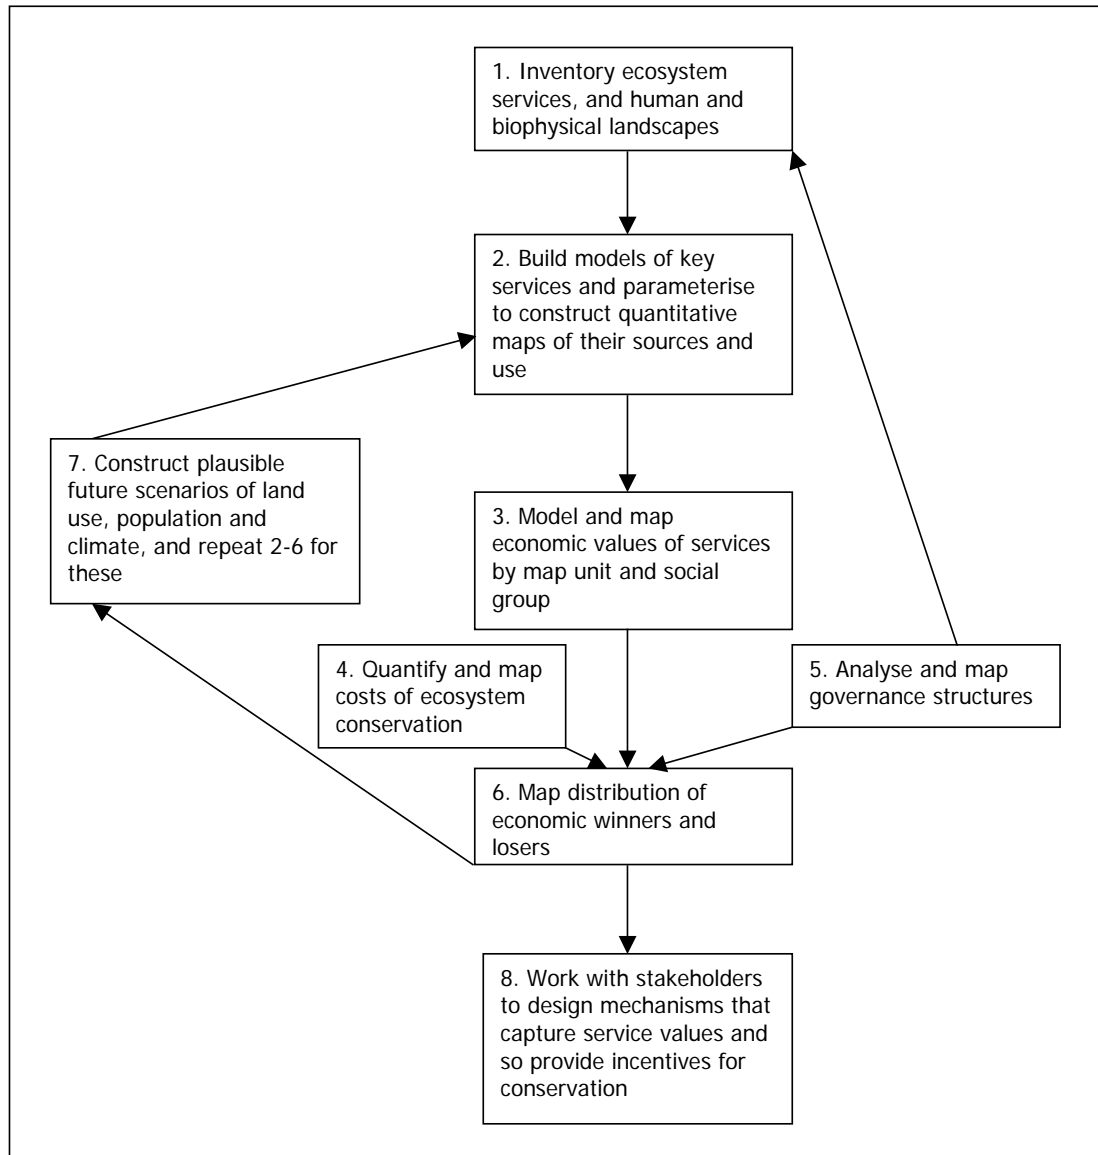 1. Inventory ecosystem
services, and human and
biophysical landscapes
2. Build models of key
services and parameterise
to construct quantitative
maps of their sources and
use
7. Construct plausible
future scenarios of land
use, population and
climate, and repeat 2-6 for
these
3. Model and map
economic values of services
by map unit and social
group
4. Quantify and map
costs of ecosystem
conservation
5. Analyse and map
governance structures
6. Map distribution of
economic winners and
losers
8. Work with stakeholders
to design mechanisms that
capture service values and
so provide incentives for
conservation